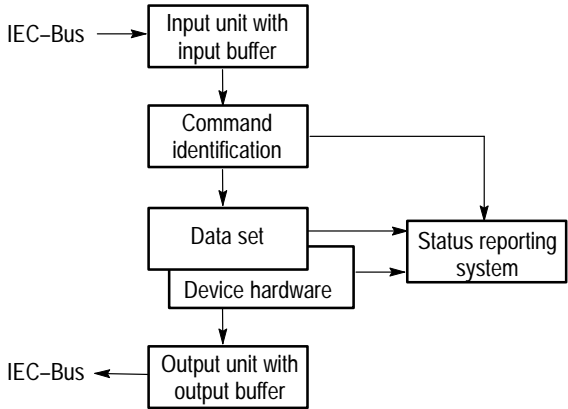 Input unit with
input buffer
IEC–Bus
Command
identification
Data set
Status reporting
system
Device hardware
Output unit with
output buffer
IEC–Bus